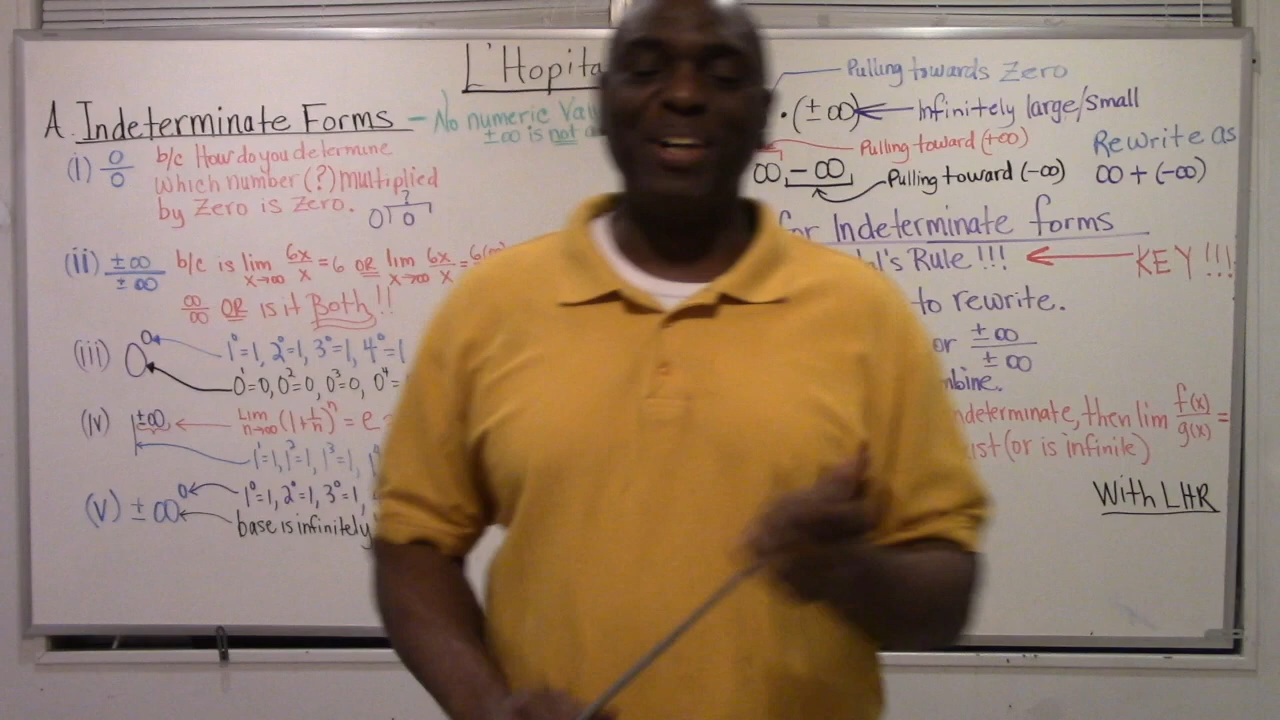 L'Hopita
A. Indeterminate Forms – No numeric Val
±∞ is not a
(i) 0/0 b/c How do you determine
which number (?) multiplied
by Zero is Zero. 0)0 ?
(ii) ±∞/±∞ b/c is lim x→∞ 6x/x = 6 OR lim x→∞ 6x/x = 6(∞)
∞/∞ OR is it Both!!
(iii) 0^0 1^0=1, 2^0=1, 3^0=1, 4^0=1
0^1=0, 0^2=0, 0^3=0, 0^4=
(iv) 1^±∞ Lim n→∞ (1+1/n)^n = e
1^1=1, 1^2=1, 1^3=1, 1
(v) ±∞^0 1^0=1, 2^0=1, 3^0=1,
base is infinitely
Pulling towards Zero
•(±∞) Infinitely large/small
Pulling toward (+∞)
∞ - ∞ Pulling toward (-∞)
Rewrite as
∞ + (-∞)
for Indeterminate forms
al's Rule!!! KEY!!!
to rewrite.
or ±∞/±∞
mbine.
ndeterminate, then lim f(x)/g(x) =
ist (or is infinite)
With LHR